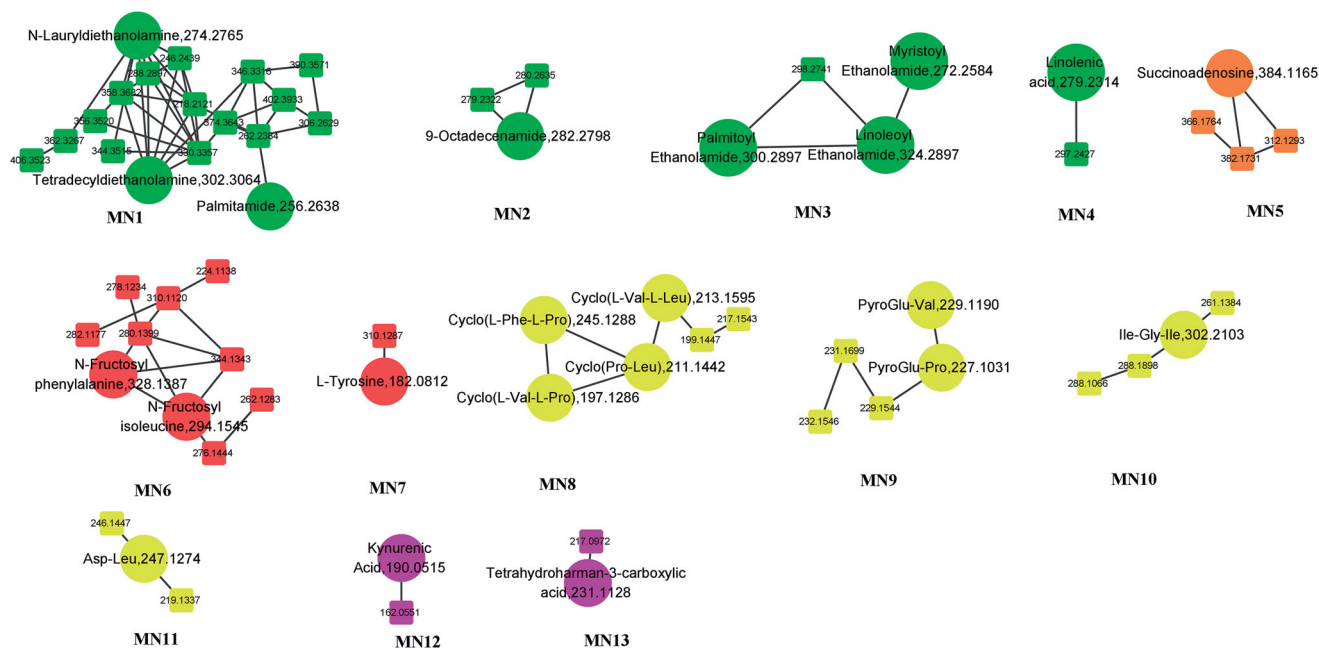 N-Lauryldiethanolamine,274.2765
246.2439
288.2897
358.3682
218.2121
356.3520
362.3267
406.3523
344.3515
330.3357
374.3643
346.3316
390.3571
402.3933
306.2629
262.2384
Tetradecyldiethanolamine,302.3064
Palmitamide,256.2638
MN1
280.2635
279.2322
9-Octadecenamide,282.2798
MN2
298.2741
Myristoyl
Ethanolamide,272.2584
Palmitoyl
Ethanolamide,300.2897
Linoleoyl
Ethanolamide,324.2897
MN3
Linolenic
acid,279.2314
297.2427
MN4
Succinoadenosine,384.1165
366.1764
312.1293
382.1731
MN5
224.1138
278.1234
310.1120
282.1177
280.1399
344.1343
N-Fructosyl
phenylalanine,328.1387
N-Fructosyl
isoleucine,294.1545
262.1283
276.1444
MN6
310.1287
L-Tyrosine,182.0812
MN7
Cyclo(L-Val-L-Leu),213.1595
Cyclo(L-Phe-L-Pro),245.1288
217.1543
199.1447
Cyclo(Pro-Leu),211.1442
Cyclo(L-Val-L-Pro),197.1286
MN8
PyroGlu-Val,229.1190
231.1699
PyroGlu-Pro,227.1031
229.1544
232.1546
MN9
261.1384
Ile-Gly-Ile,302.2103
288.1898
288.1066
MN10
246.1447
Asp-Leu,247.1274
219.1337
MN11
Kynurenic
Acid,190.0515
162.0551
MN12
217.0972
Tetrahydroharman-3-carboxylic
acid,231.1128
MN13